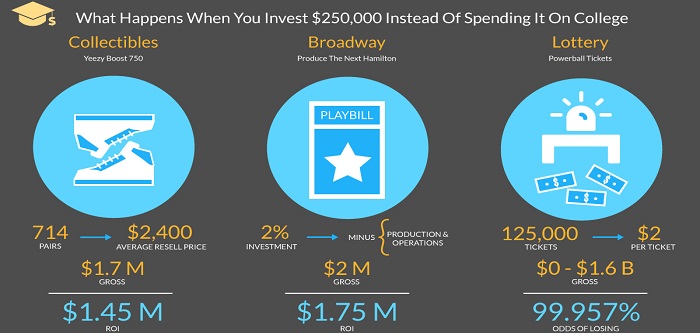 $
What Happens When You Invest $250,000 Instead Of Spending It On College
Collectibles
Yeezy Boost 750
714
PAIRS
$2,400
AVERAGE RESELL PRICE
$1.7 M
GROSS
$1.45 M
ROI
Broadway
Produce The Next Hamilton
PLAYBILL
2%
INVESTMENT
MINUS
PRODUCTION &
OPERATIONS
$2 M
GROSS
$1.75 M
ROI
Lottery
Powerball Tickets
$
$
$
125,000
TICKETS
$2
PER TICKET
$0 - $1.6 B
GROSS
99.957%
ODDS OF LOSING